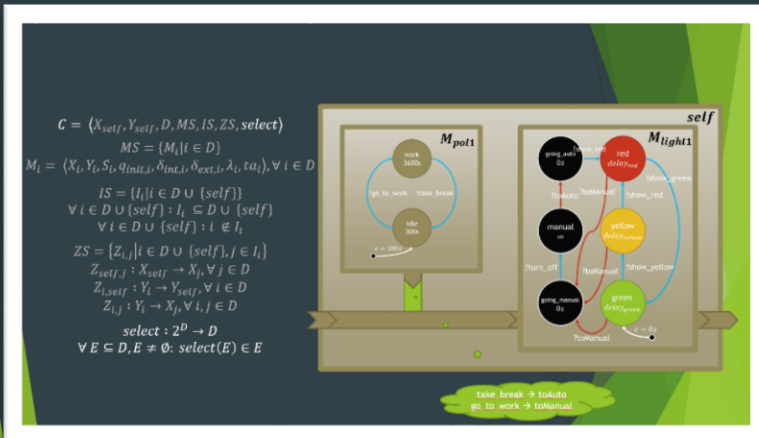 C = ⟨X_self, Y_self, D, MS, IS, ZS, select⟩
MS = {M_i | i ∈ D}
M_i = ⟨X_i, Y_i, S_i, q_init,i, δ_int,i, δ_ext,i, λ_i, ta_i⟩, ∀ i ∈ D
IS = {I_i | i ∈ D ∪ {self}}
∀ i ∈ D ∪ {self} : I_i ⊆ D ∪ {self}
∀ i ∈ D ∪ {self} : i ∉ I_i
ZS = {Z_i,j | i ∈ D ∪ {self}, j ∈ I_i}
Z_self,j : X_self → X_j, ∀ j ∈ D
Z_i,self : Y_i → Y_self, ∀ i ∈ D
Z_i,j : Y_i → X_j, ∀ i, j ∈ D
select : 2^D → D
∀ E ⊆ D, E ≠ ∅: select(E) ∈ E
self
M_pol1
work
3600s
!go_to_work
!take_break
idle
300s
M_light1
going_auto
0s
!show_red
red
delay_red
!show_green
?toManual
!show_red
?toAuto
manual
∞
yellow
delay_yellow
!turn_off
?toManual
!show_yellow
going_manual
0s
green
delay_green
?toManual
e = 0s
take_break → toAuto
go_to_work → toManual